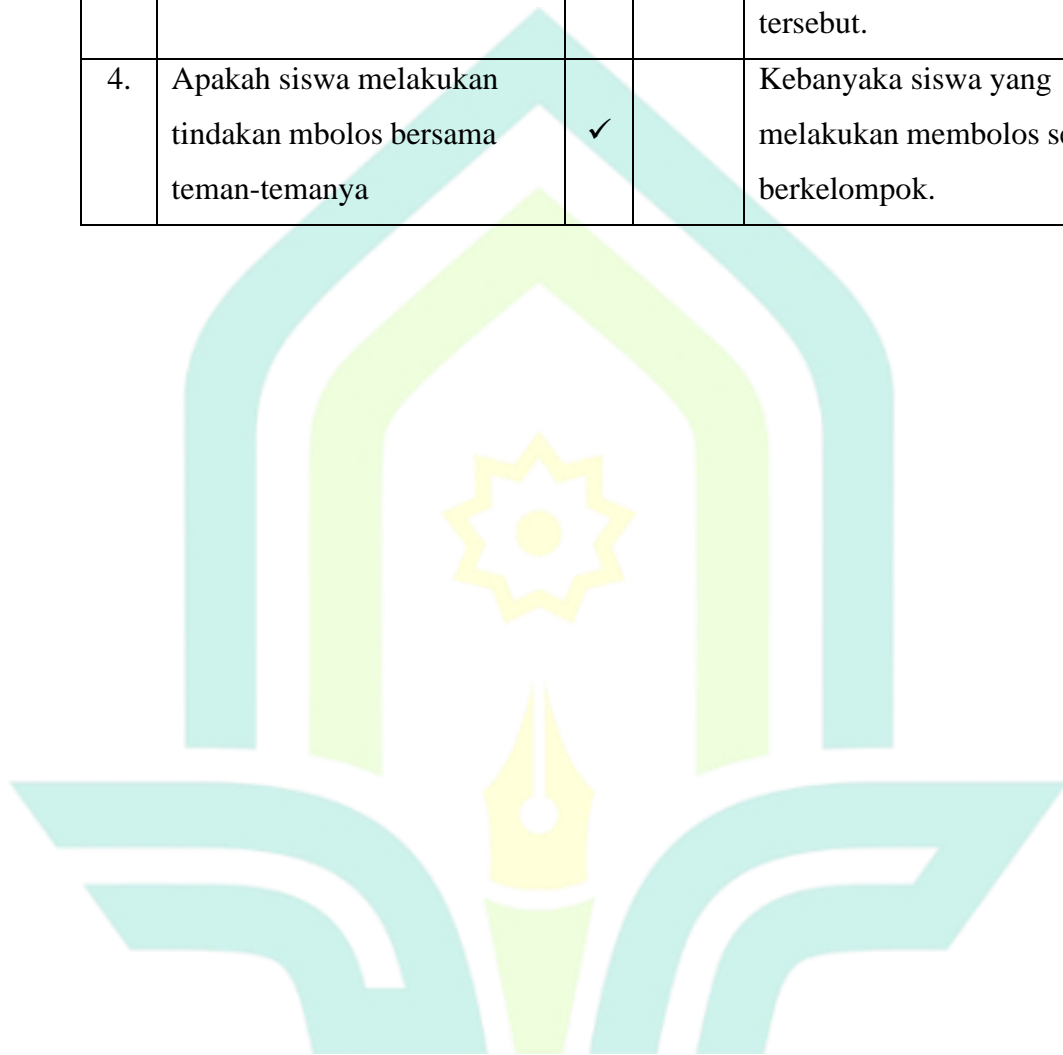 tersebut.
4. Apakah siswa melakukan
tindakan mbolos bersama
teman-temanya
✓
Kebanyaka siswa yang
melakukan membolos
berkelompok.